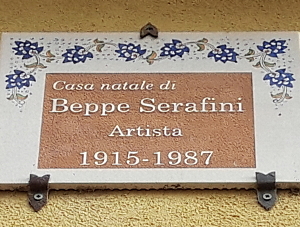 Casa natale di
Beppe Serafini
Artista
1915-1987